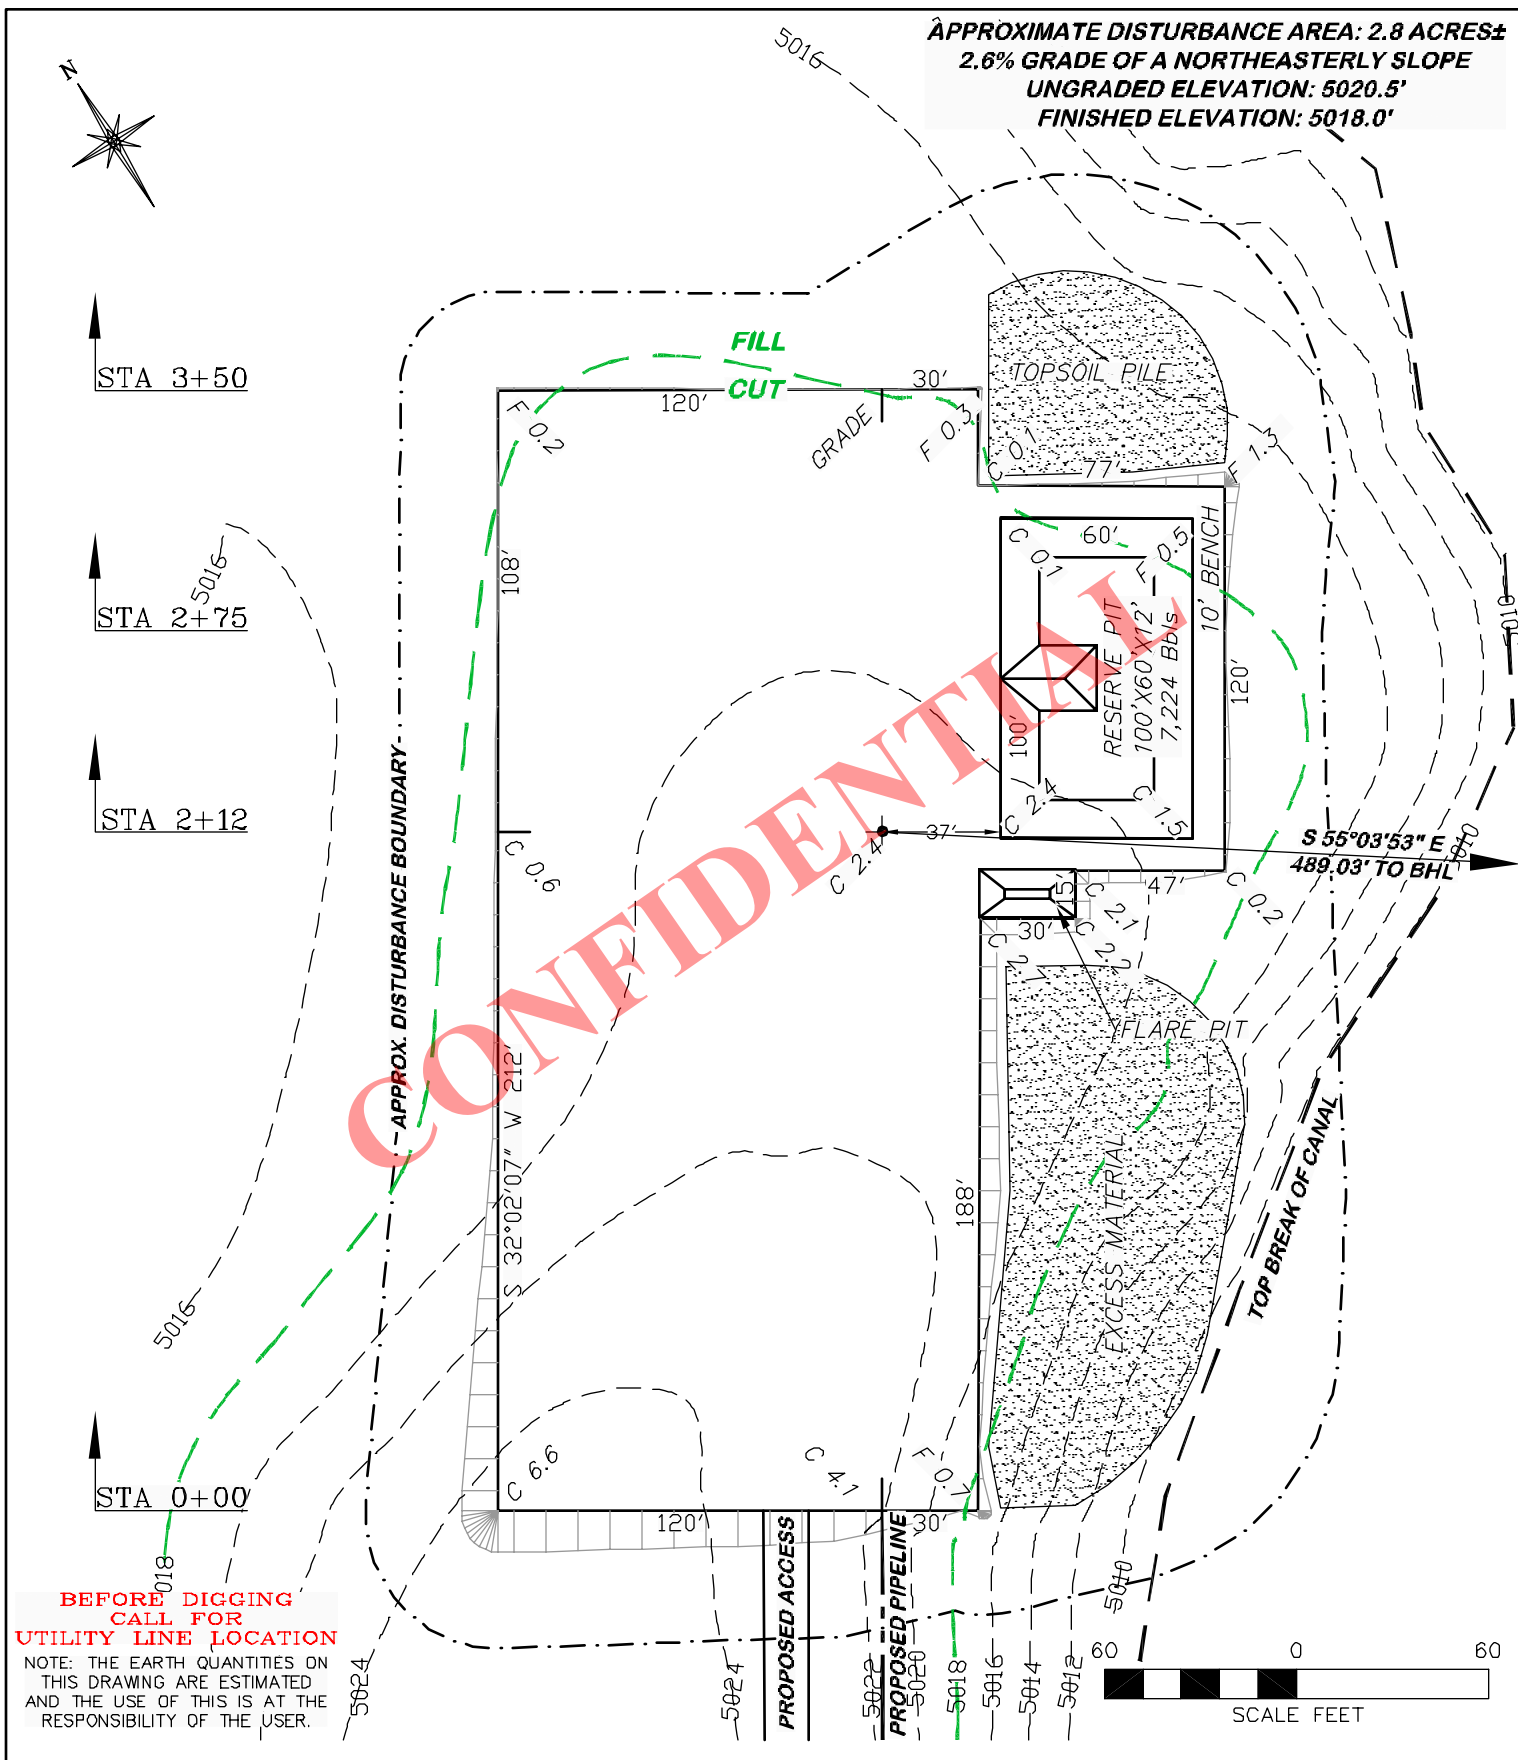 APPROXIMATE DISTURBANCE AREA: 2.8 ACRES±
2.6% GRADE OF A NORTHEASTERLY SLOPE
UNGRADED ELEVATION: 5020.5'
FINISHED ELEVATION: 5018.0'
5016
N
STA 3+50
FILL
CUT
120'
30'
TOPSOIL PILE
F 0.2
GRADE
F 0.3
C 0.1
77'
F 1.3
108'
5016
STA 2+75
60'
C 0.1
F 0.5
10' BENCH
5010
RESERVE PIT
100'X60'X12'
7,224 Bbls
100'
120'
CONFIDENTIAL
APPROX. DISTURBANCE BOUNDARY
STA 2+12
C 0.6
C 2.4
37'
C 2.4
C 1.5
S 55°03'53" E
489.03' TO BHL
5010
15'
47'
C 2.1
C 0.2
30'
C 2.2
C 2.1
FLARE PIT
S 32°02'07" W 212'
188'
EXCESS MATERIAL
TOP BREAK OF CANAL
5016
C 6.6
C 4.1
F 0.7
STA 0+00
120'
30'
PROPOSED ACCESS
PROPOSED PIPELINE
018
5010
BEFORE DIGGING
CALL FOR
UTILITY LINE LOCATION
NOTE: THE EARTH QUANTITIES ON
THIS DRAWING ARE ESTIMATED
AND THE USE OF THIS IS AT THE
RESPONSIBILITY OF THE USER.
5024
5024
5022
5020
5018
5016
5014
5012
60 0 60
SCALE FEET